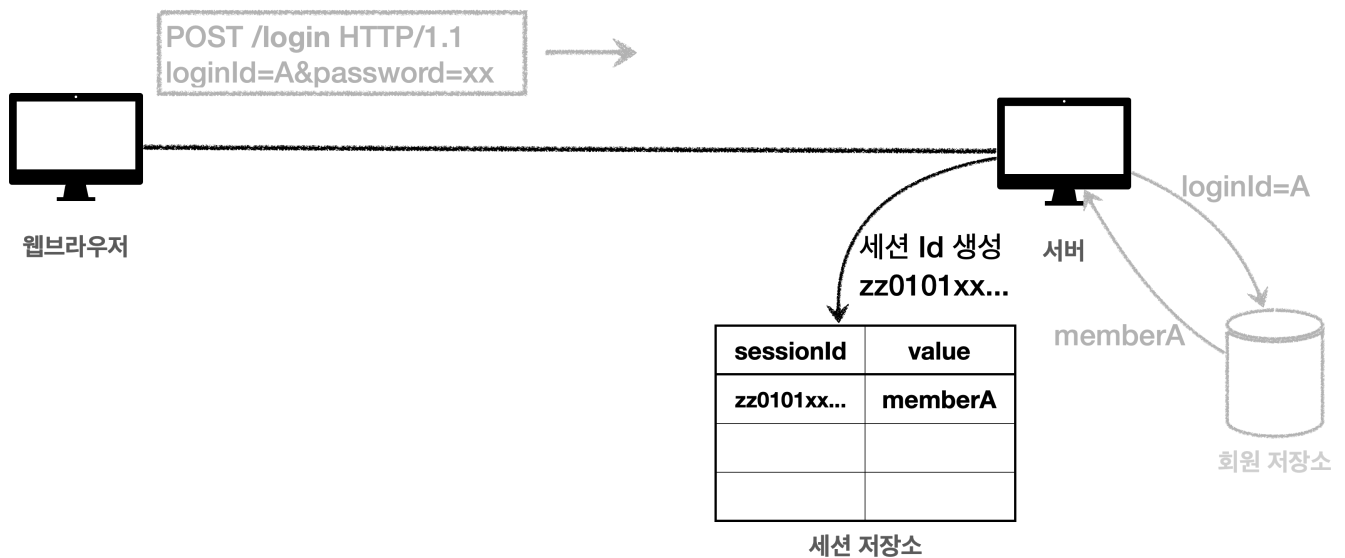 POST /login HTTP/1.1
loginId=A&password=xx
웹브라우저
서버
loginId=A
memberA
회원 저장소
세션 Id 생성
zz0101xx...
sessionId value
zz0101xx... memberA
세션 저장소